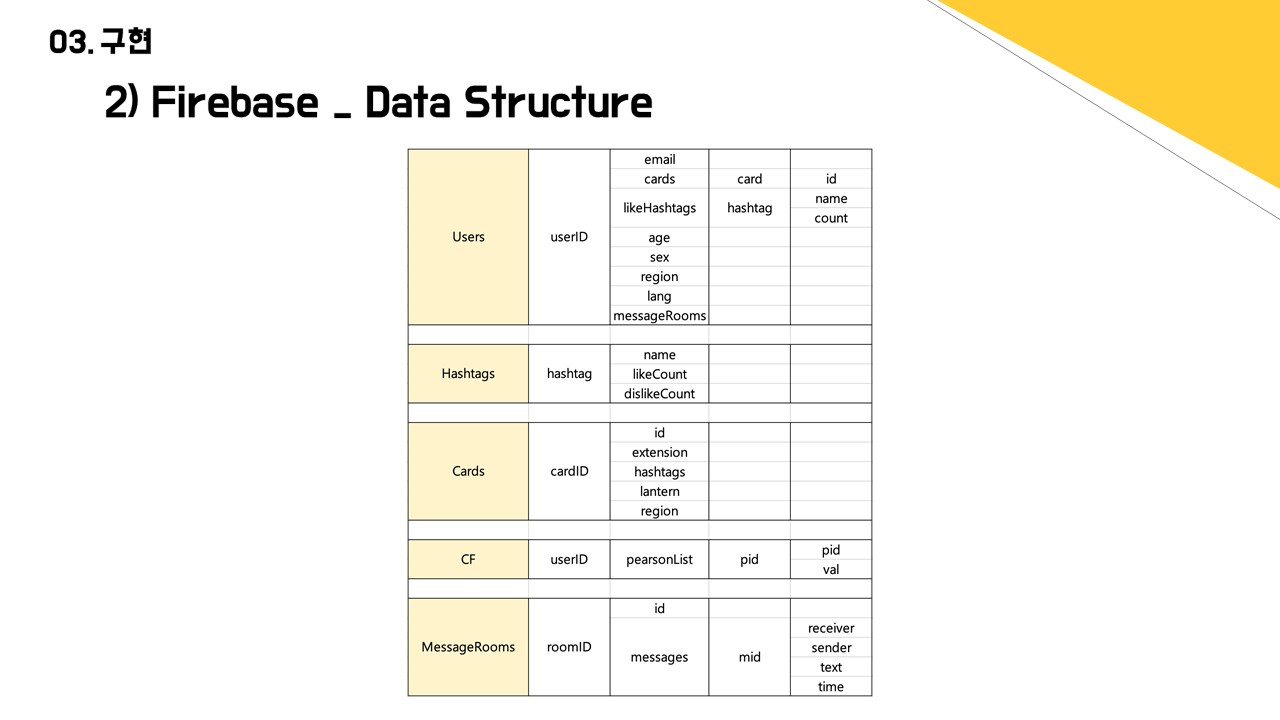 03. 구현
2) Firebase _ Data Structure
email
cards card id
likeHashtags hashtag name
count
Users userID age
sex
region
lang
messageRooms
name
Hashtags hashtag likeCount
dislikeCount
id
extension
Cards cardID hashtags
lantern
region
CF userID pearsonList pid pid
val
id
MessageRooms roomID messages mid receiver
sender
text
time